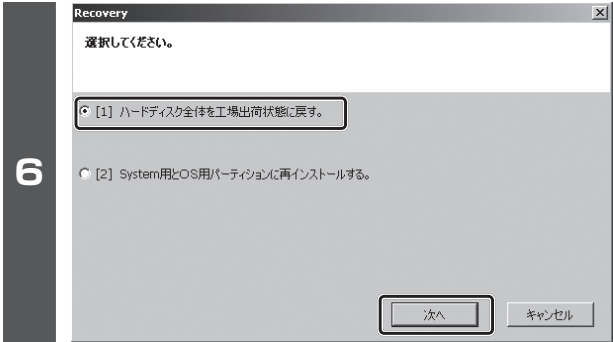 Recovery
選択してください。
[1] ハードディスク全体を工場出荷状態に戻す。
6
[2] System用とOS用パーティションに再インストールする。
次へ
キャンセル